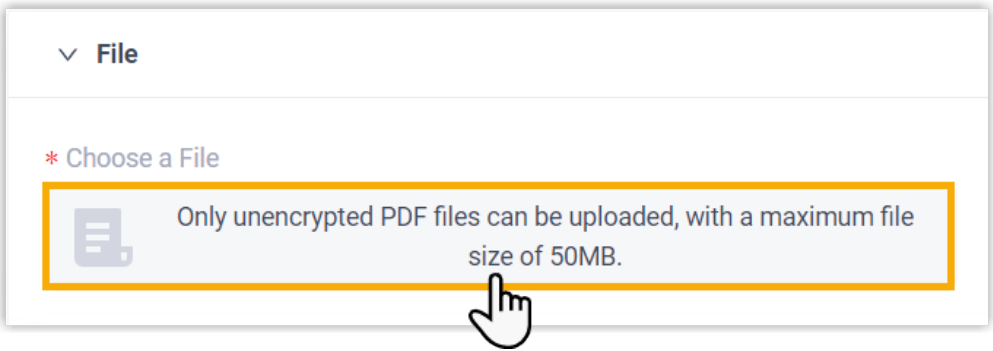 File
* Choose a File
Only unencrypted PDF files can be uploaded, with a maximum file
size of 50MB.